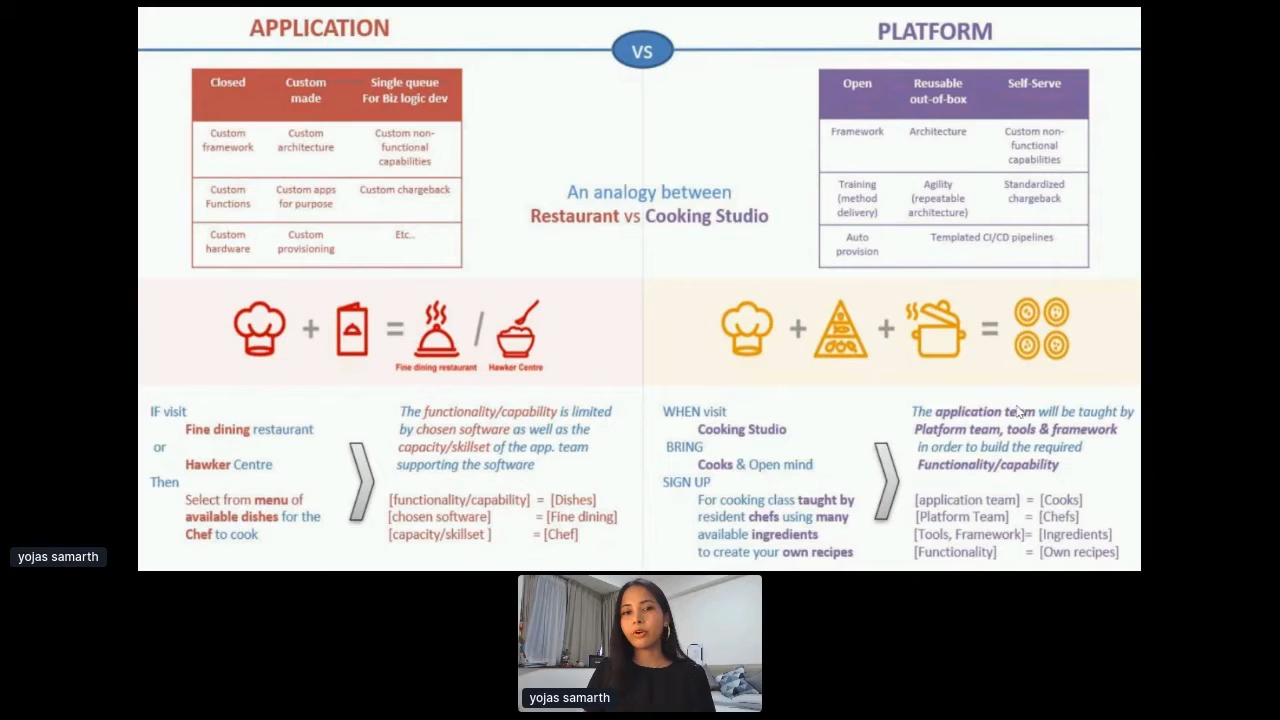 APPLICATION
VS
PLATFORM
Closed
Custom
made
Single queue
For Biz logic dev
Custom
framework
Custom
architecture
Custom non-
functional
capabilities
Custom
Functions
Custom apps
for purpose
Custom chargeback
Custom
hardware
Custom
provisioning
Etc..
An analogy between
Restaurant vs Cooking Studio
Open
Reusable
out-of-box
Self-Serve
Framework
Architecture
Custom non-
functional
capabilities
Training
(method
delivery)
Agility
(repeatable
architecture)
Standardized
chargeback
Auto
provision
Templated CI/CD pipelines
+
=
/
Fine dining restaurant
Hawker Centre
+
+
=
IF visit
Fine dining restaurant
or
Hawker Centre
Then
Select from menu of
available dishes for the
Chef to cook
The functionality/capability is limited
by chosen software as well as the
capacity/skillset of the app. team
supporting the software
[functionality/capability] = [Dishes]
[chosen software] = [Fine dining]
[capacity/skillset ] = [Chef]
WHEN visit
Cooking Studio
BRING
Cooks & Open mind
SIGN UP
For cooking class taught by
resident chefs using many
available ingredients
to create your own recipes
The application team will be taught by
Platform team, tools & framework
in order to build the required
Functionality/capability
[application team] = [Cooks]
[Platform Team] = [Chefs]
[Tools, Framework]= [Ingredients]
[Functionality] = [Own recipes]
yojas samarth
yojas samarth